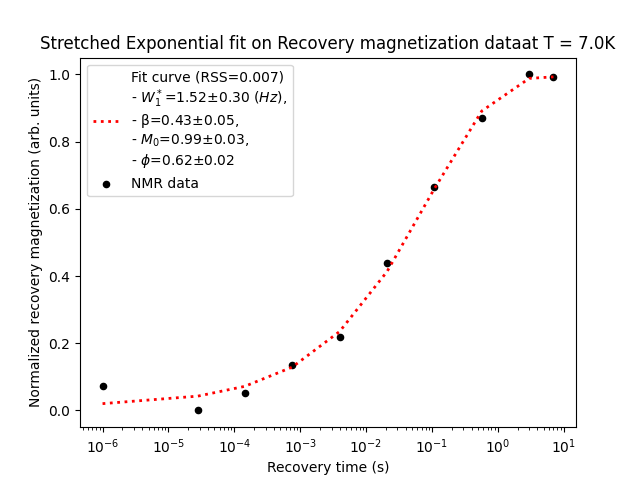 Stretched Exponential fit on Recovery magnetization dataat T = 7.0K
Normalized recovery magnetization (arb. units)
1.0
0.8
0.6
0.4
0.2
0.0
Fit curve (RSS=0.007)
- W₁*=1.52±0.30 (Hz),
- β=0.43±0.05,
- M₀=0.99±0.03,
- ϕ=0.62±0.02
NMR data
10⁻⁶ 10⁻⁵ 10⁻⁴ 10⁻³ 10⁻² 10⁻¹ 10⁰ 10¹
Recovery time (s)